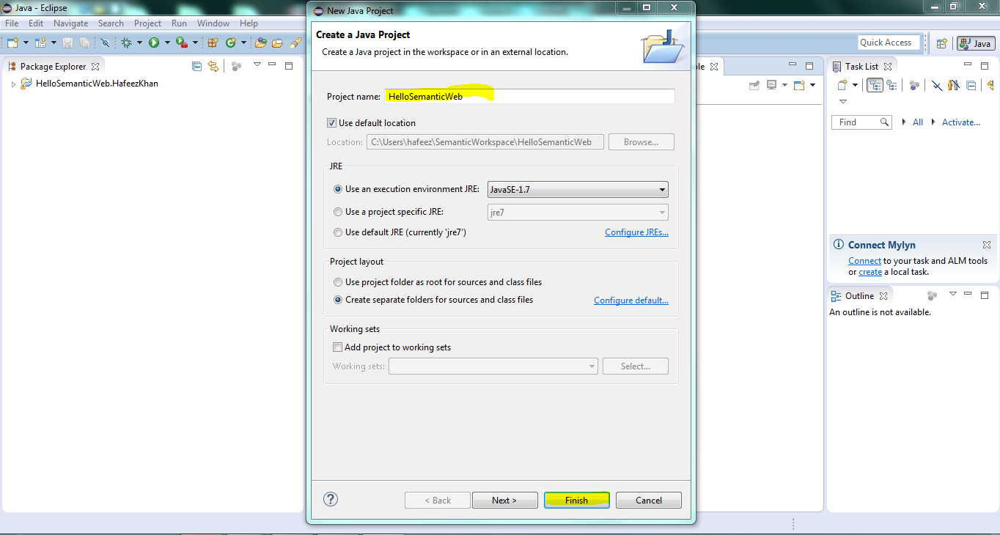 Java - Eclipse
File Edit Navigate Search Project Run Window Help
Quick Access
Java
Package Explorer
HelloSemanticWeb.HafeezKhan
New Java Project
Create a Java Project
Create a Java project in the workspace or in an external location.
Project name: HelloSemanticWeb
Use default location
Location: C:\Users\hafeez\SemanticWorkspace\HelloSemanticWeb Browse...
JRE
Use an execution environment JRE: JavaSE-1.7
Use a project specific JRE: jre7
Use default JRE (currently 'jre7') Configure JREs...
Project layout
Use project folder as root for sources and class files
Create separate folders for sources and class files Configure default...
Working sets
Add project to working sets
Working sets: Select...
< Back Next > Finish Cancel
Task List
Find All Activate...
Connect Mylyn
Connect to your task and ALM tools
or create a local task.
Outline
An outline is not available.